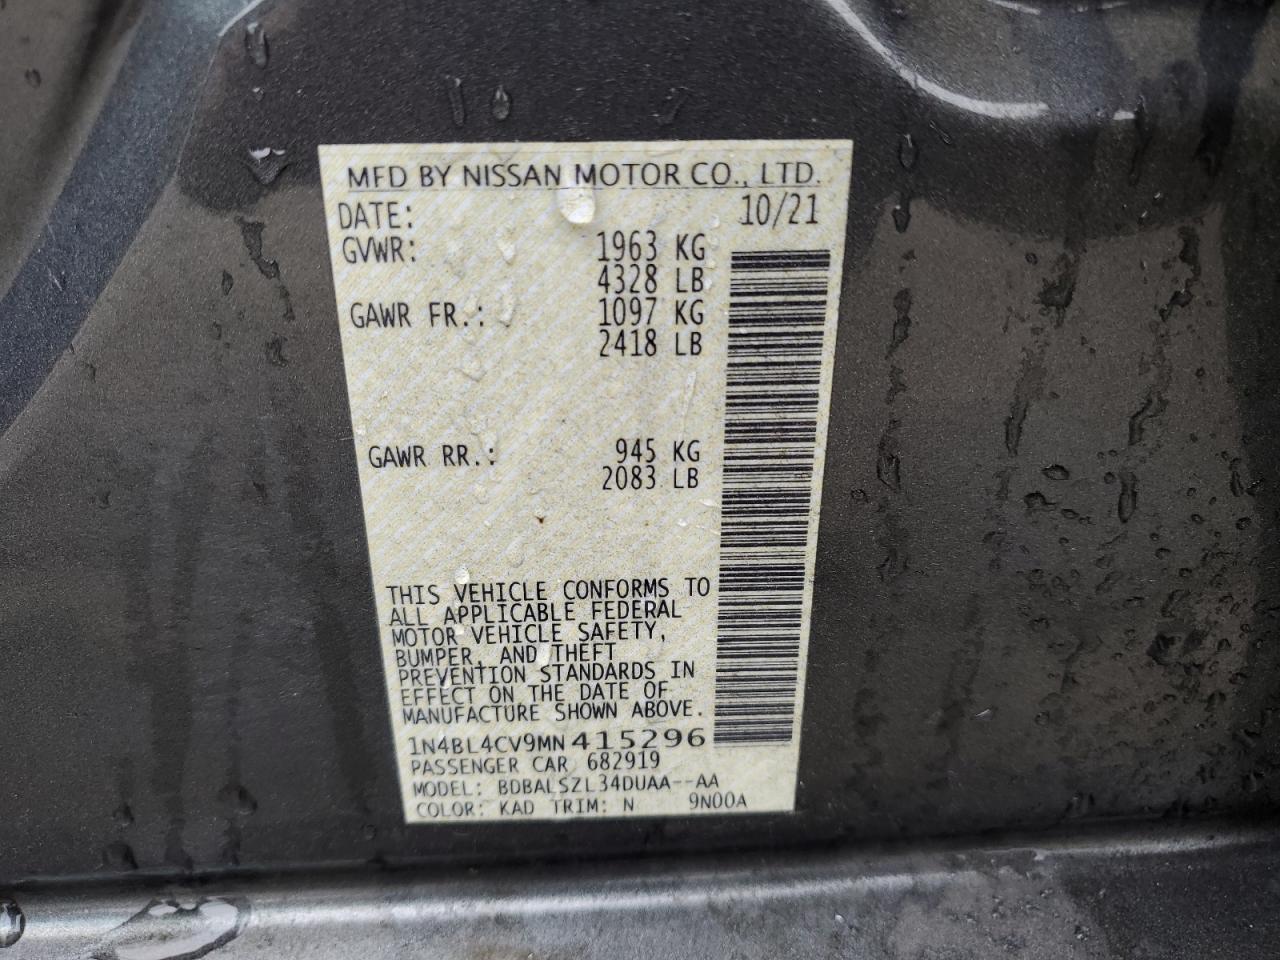 MFD BY NISSAN MOTOR CO., LTD.
DATE: 10/21
GVWR: 1963 KG
4328 LB
GAWR FR.: 1097 KG
2418 LB
GAWR RR.: 945 KG
2083 LB
THIS VEHICLE CONFORMS TO
ALL APPLICABLE FEDERAL
MOTOR VEHICLE SAFETY,
BUMPER, AND THEFT
PREVENTION STANDARDS IN
EFFECT ON THE DATE OF
MANUFACTURE SHOWN ABOVE.
1N4BL4CV9MN415296
PASSENGER CAR 682919
MODEL: BDBALSZL34DUAA--AA
COLOR: KAD TRIM: N 9N00A